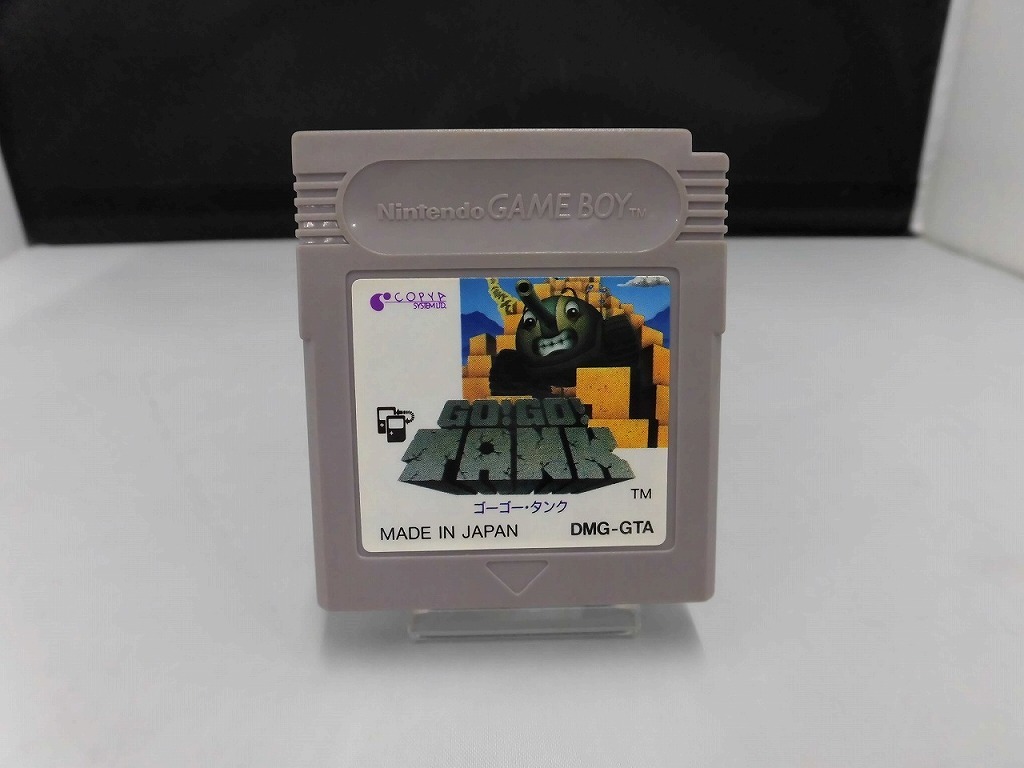 Nintendo GAME BOY TM
COPYA
SYSTEM LTD.
GO! GO!
TANK
TM
ゴーゴー・タンク
MADE IN JAPAN DMG-GTA